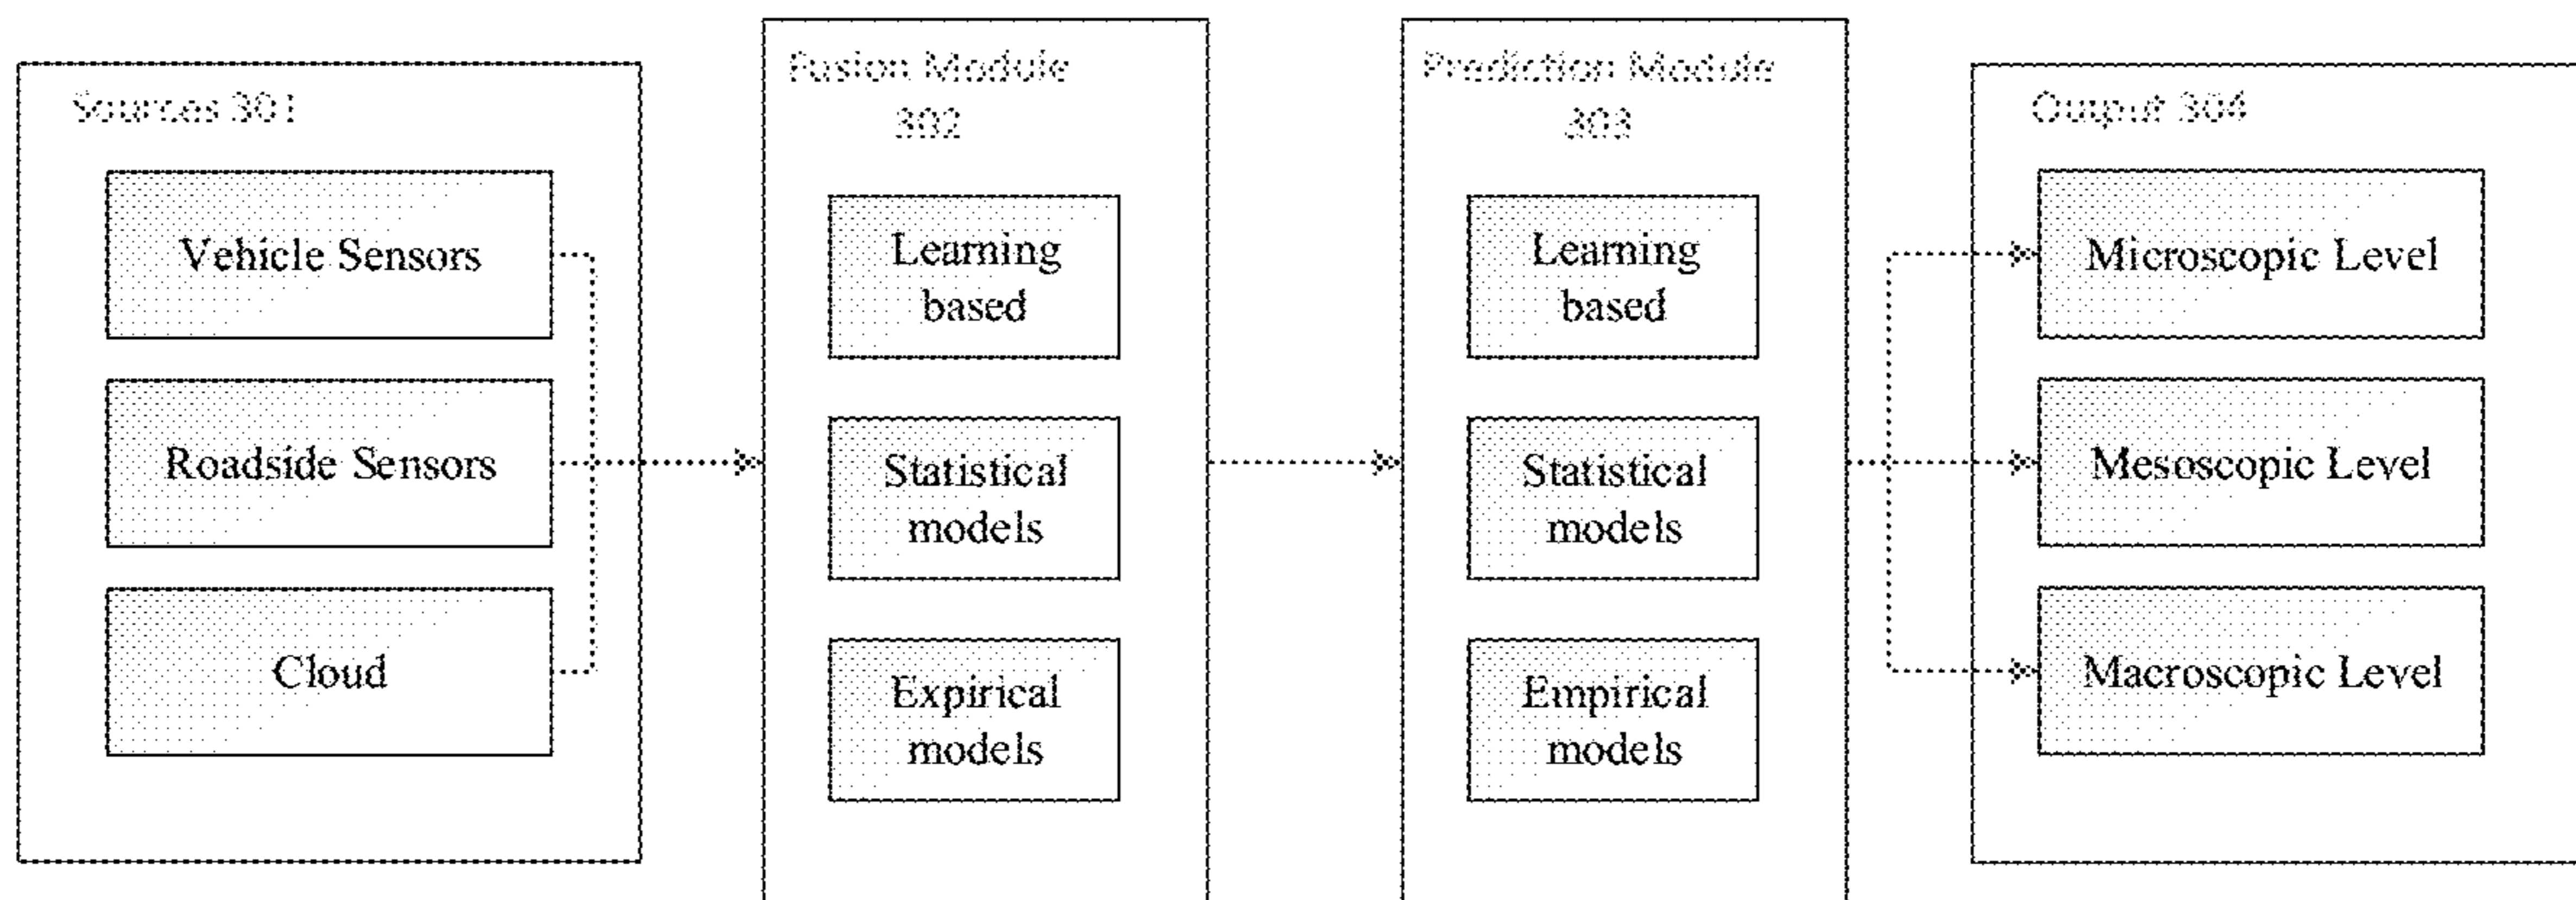 Sources 301
Vehicle Sensors
Roadside Sensors
Cloud
Fusion Module
302
Learning
based
Statistical
models
Expirical
models
Prediction Module
303
Learning
based
Statistical
models
Empirical
models
Output 304
Microscopic Level
Mesoscopic Level
Macroscopic Level